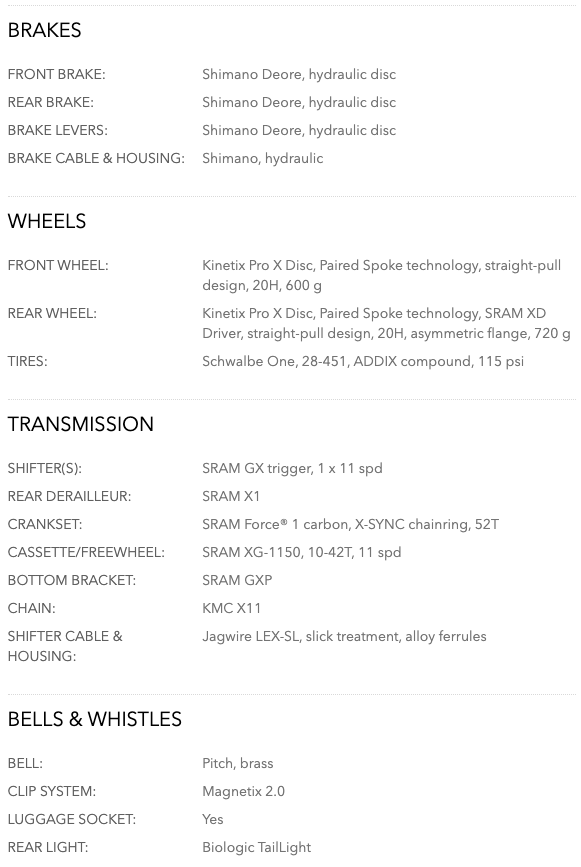 BRAKES
FRONT BRAKE: Shimano Deore, hydraulic disc
REAR BRAKE: Shimano Deore, hydraulic disc
BRAKE LEVERS: Shimano Deore, hydraulic disc
BRAKE CABLE & HOUSING: Shimano, hydraulic
WHEELS
FRONT WHEEL: Kinetix Pro X Disc, Paired Spoke technology, straight-pull
design, 20H, 600 g
REAR WHEEL: Kinetix Pro X Disc, Paired Spoke technology, SRAM XD
Driver, straight-pull design, 20H, asymmetric flange, 720 g
TIRES: Schwalbe One, 28-451, ADDIX compound, 115 psi
TRANSMISSION
SHIFTER(S): SRAM GX trigger, 1 x 11 spd
REAR DERAILLEUR: SRAM X1
CRANKSET: SRAM Force® 1 carbon, X-SYNC chainring, 52T
CASSETTE/FREEWHEEL: SRAM XG-1150, 10-42T, 11 spd
BOTTOM BRACKET: SRAM GXP
CHAIN: KMC X11
SHIFTER CABLE & Jagwire LEX-SL, slick treatment, alloy ferrules
HOUSING:
BELLS & WHISTLES
BELL: Pitch, brass
CLIP SYSTEM: Magnetix 2.0
LUGGAGE SOCKET: Yes
REAR LIGHT: Biologic TailLight